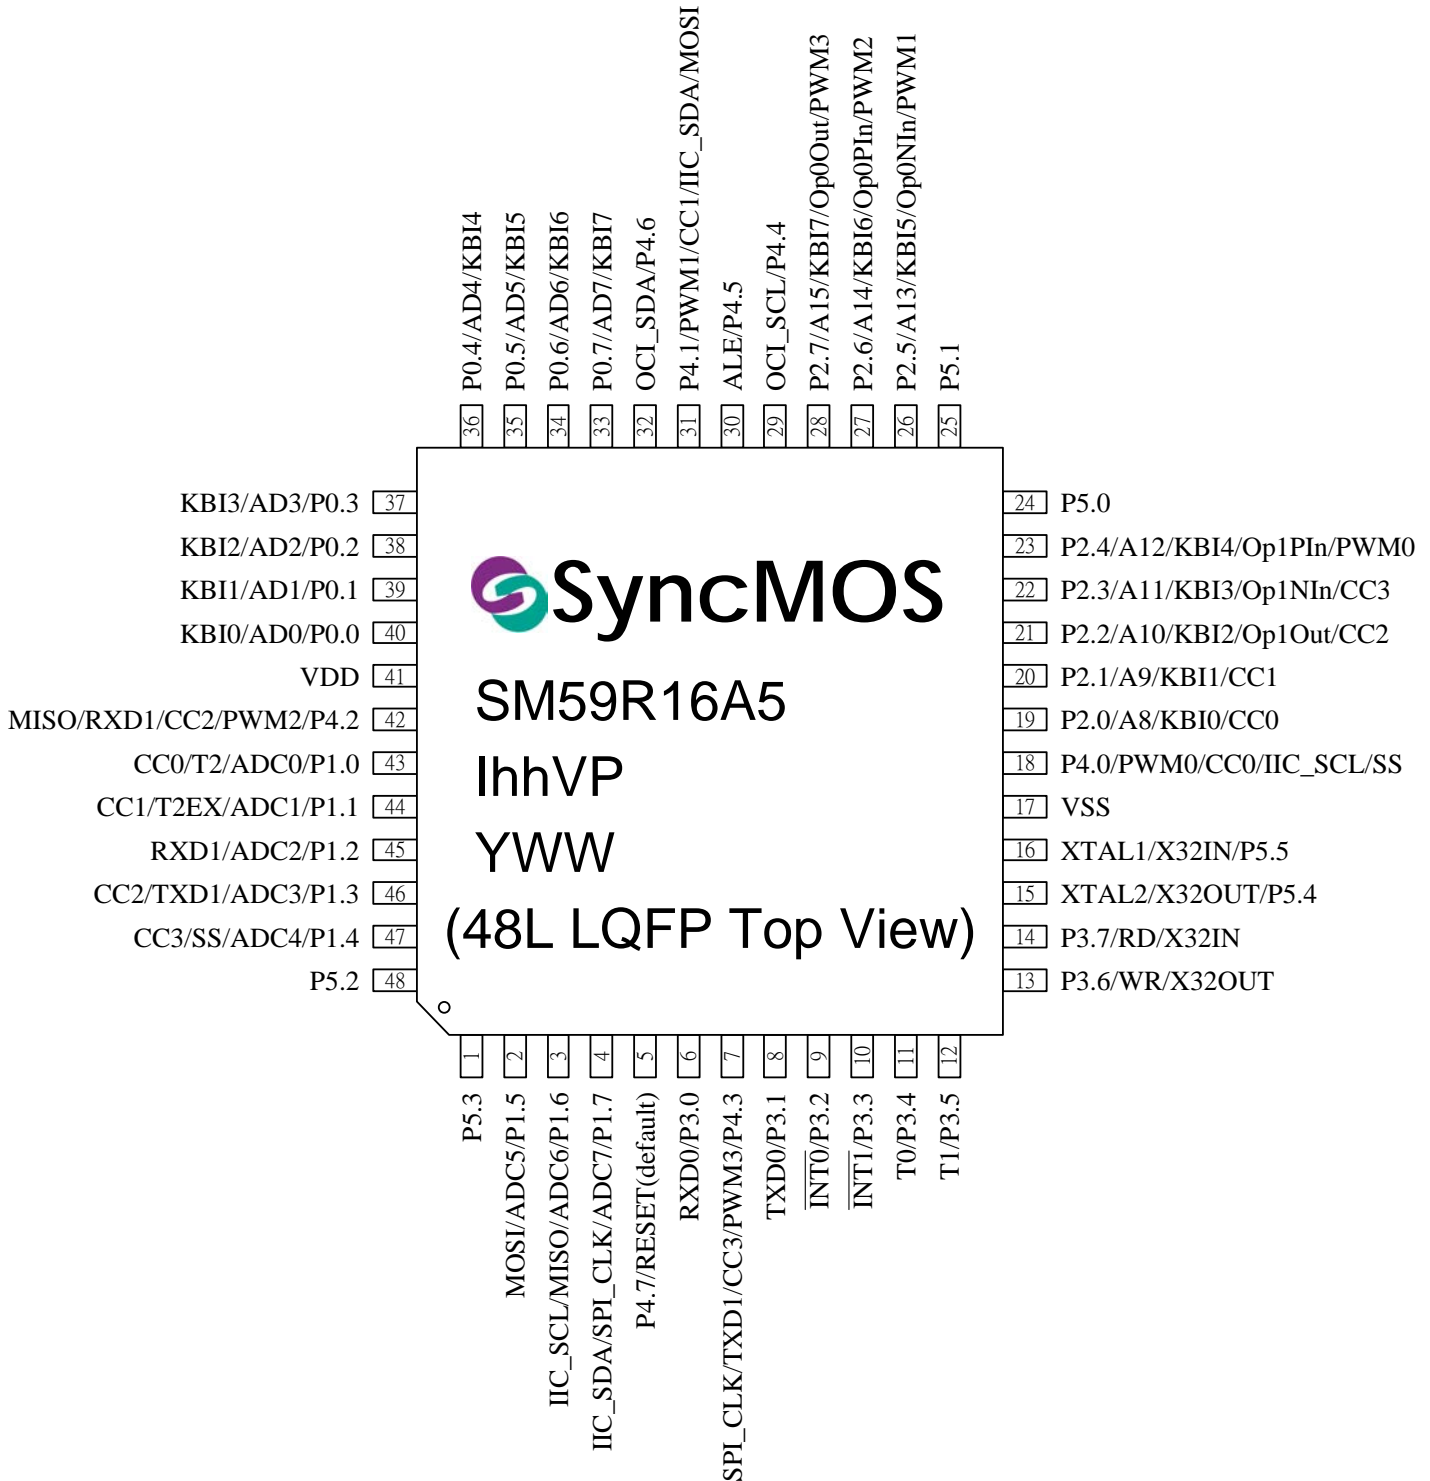 36 P0.4/AD4/KBI4
35 P0.5/AD5/KBI5
34 P0.6/AD6/KBI6
33 P0.7/AD7/KBI7
32 OCI_SDA/P4.6
31 P4.1/PWM1/CC1/IIC_SDA/MOSI
30 ALE/P4.5
29 OCI_SCL/P4.4
28 P2.7/A15/KBI7/Op0Out/PWM3
27 P2.6/A14/KBI6/Op0PIn/PWM2
26 P2.5/A13/KBI5/Op0NIn/PWM1
25 P5.1
KBI3/AD3/P0.3 37
KBI2/AD2/P0.2 38
KBI1/AD1/P0.1 39
KBI0/AD0/P0.0 40
VDD 41
MISO/RXD1/CC2/PWM2/P4.2 42
CC0/T2/ADC0/P1.0 43
CC1/T2EX/ADC1/P1.1 44
RXD1/ADC2/P1.2 45
CC2/TXD1/ADC3/P1.3 46
CC3/SS/ADC4/P1.4 47
P5.2 48
SyncMOS
SM59R16A5
IhhVP
YWW
(48L LQFP Top View)
24 P5.0
23 P2.4/A12/KBI4/Op1PIn/PWM0
22 P2.3/A11/KBI3/Op1NIn/CC3
21 P2.2/A10/KBI2/Op1Out/CC2
20 P2.1/A9/KBI1/CC1
19 P2.0/A8/KBI0/CC0
18 P4.0/PWM0/CC0/IIC_SCL/SS
17 VSS
16 XTAL1/X32IN/P5.5
15 XTAL2/X32OUT/P5.4
14 P3.7/RD/X32IN
13 P3.6/WR/X32OUT
P5.3 1
MOSI/ADC5/P1.5 2
IIC_SCL/MISO/ADC6/P1.6 3
IIC_SDA/SPI_CLK/ADC7/P1.7 4
P4.7/RESET(default) 5
RXD0/P3.0 6
SPI_CLK/TXD1/CC3/PWM3/P4.3 7
TXD0/P3.1 8
INT0/P3.2 9
INT1/P3.3 10
T0/P3.4 11
T1/P3.5 12